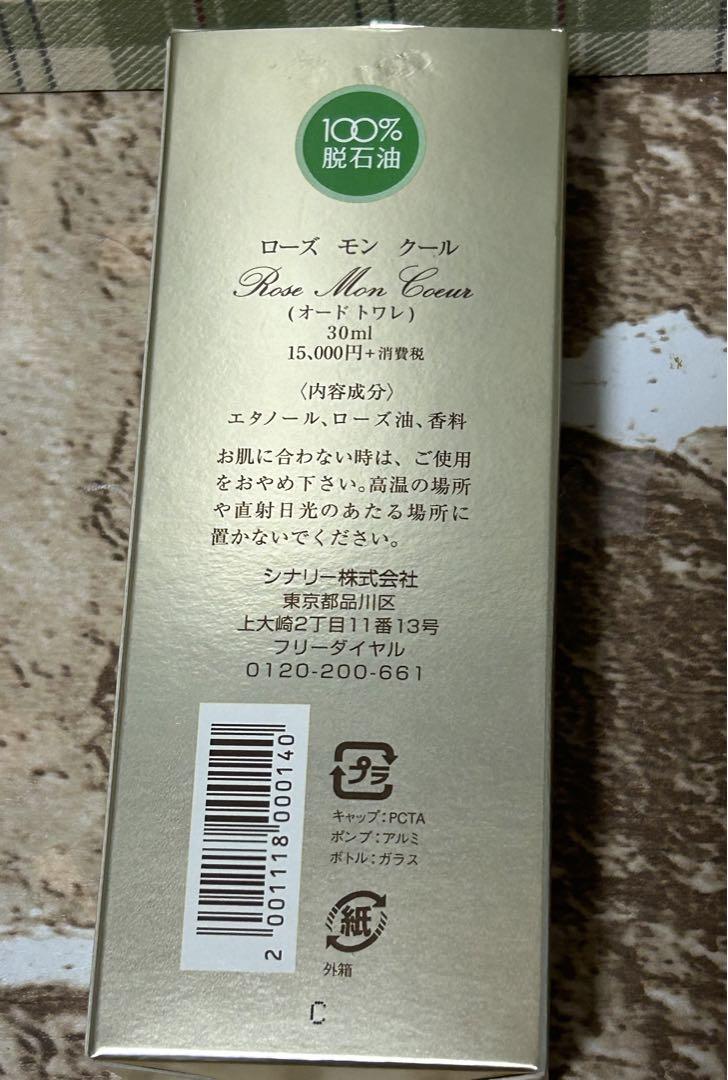 100%
脱石油
ローズ モン クール
Rose Mon Coeur
(オード トワレ)
30ml
15,000円+消費税
〈内容成分〉
エタノール、ローズ油、香料
お肌に合わない時は、ご使用
をおやめ下さい。高温の場所
や直射日光のあたる場所に
置かないでください。
シナリー株式会社
東京都品川区
上大崎2丁目11番13号
フリーダイヤル
0120-200-661
2 001118 000140
プラ
キャップ:PCTA
ポンプ:アルミ
ボトル:ガラス
紙
外箱
C